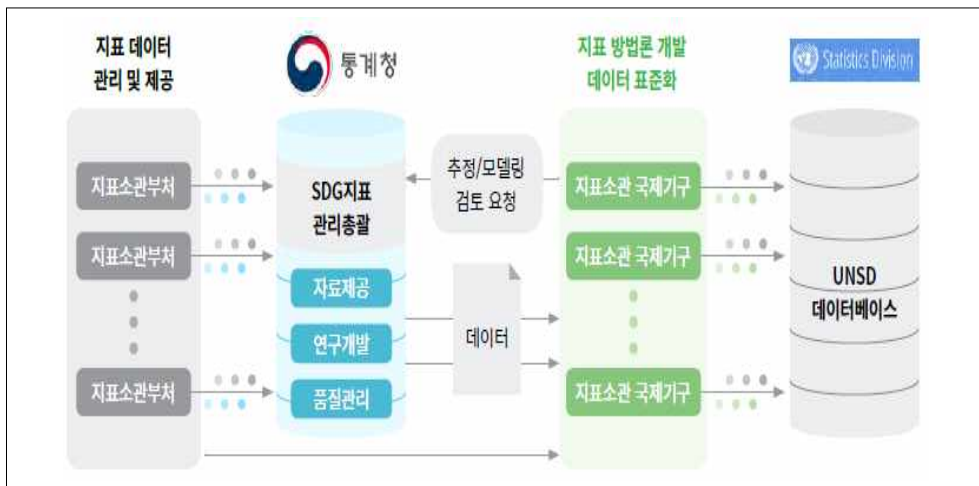 지표 데이터
관리 및 제공
통계청
지표 방법론 개발
데이터 표준화
Statistics Division
지표소관부처
지표소관부처
지표소관부처
SDG지표
관리총괄
자료제공
연구개발
품질관리
추정/모델링
검토 요청
데이터
지표소관 국제기구
지표소관 국제기구
지표소관 국제기구
UNSD
데이터베이스